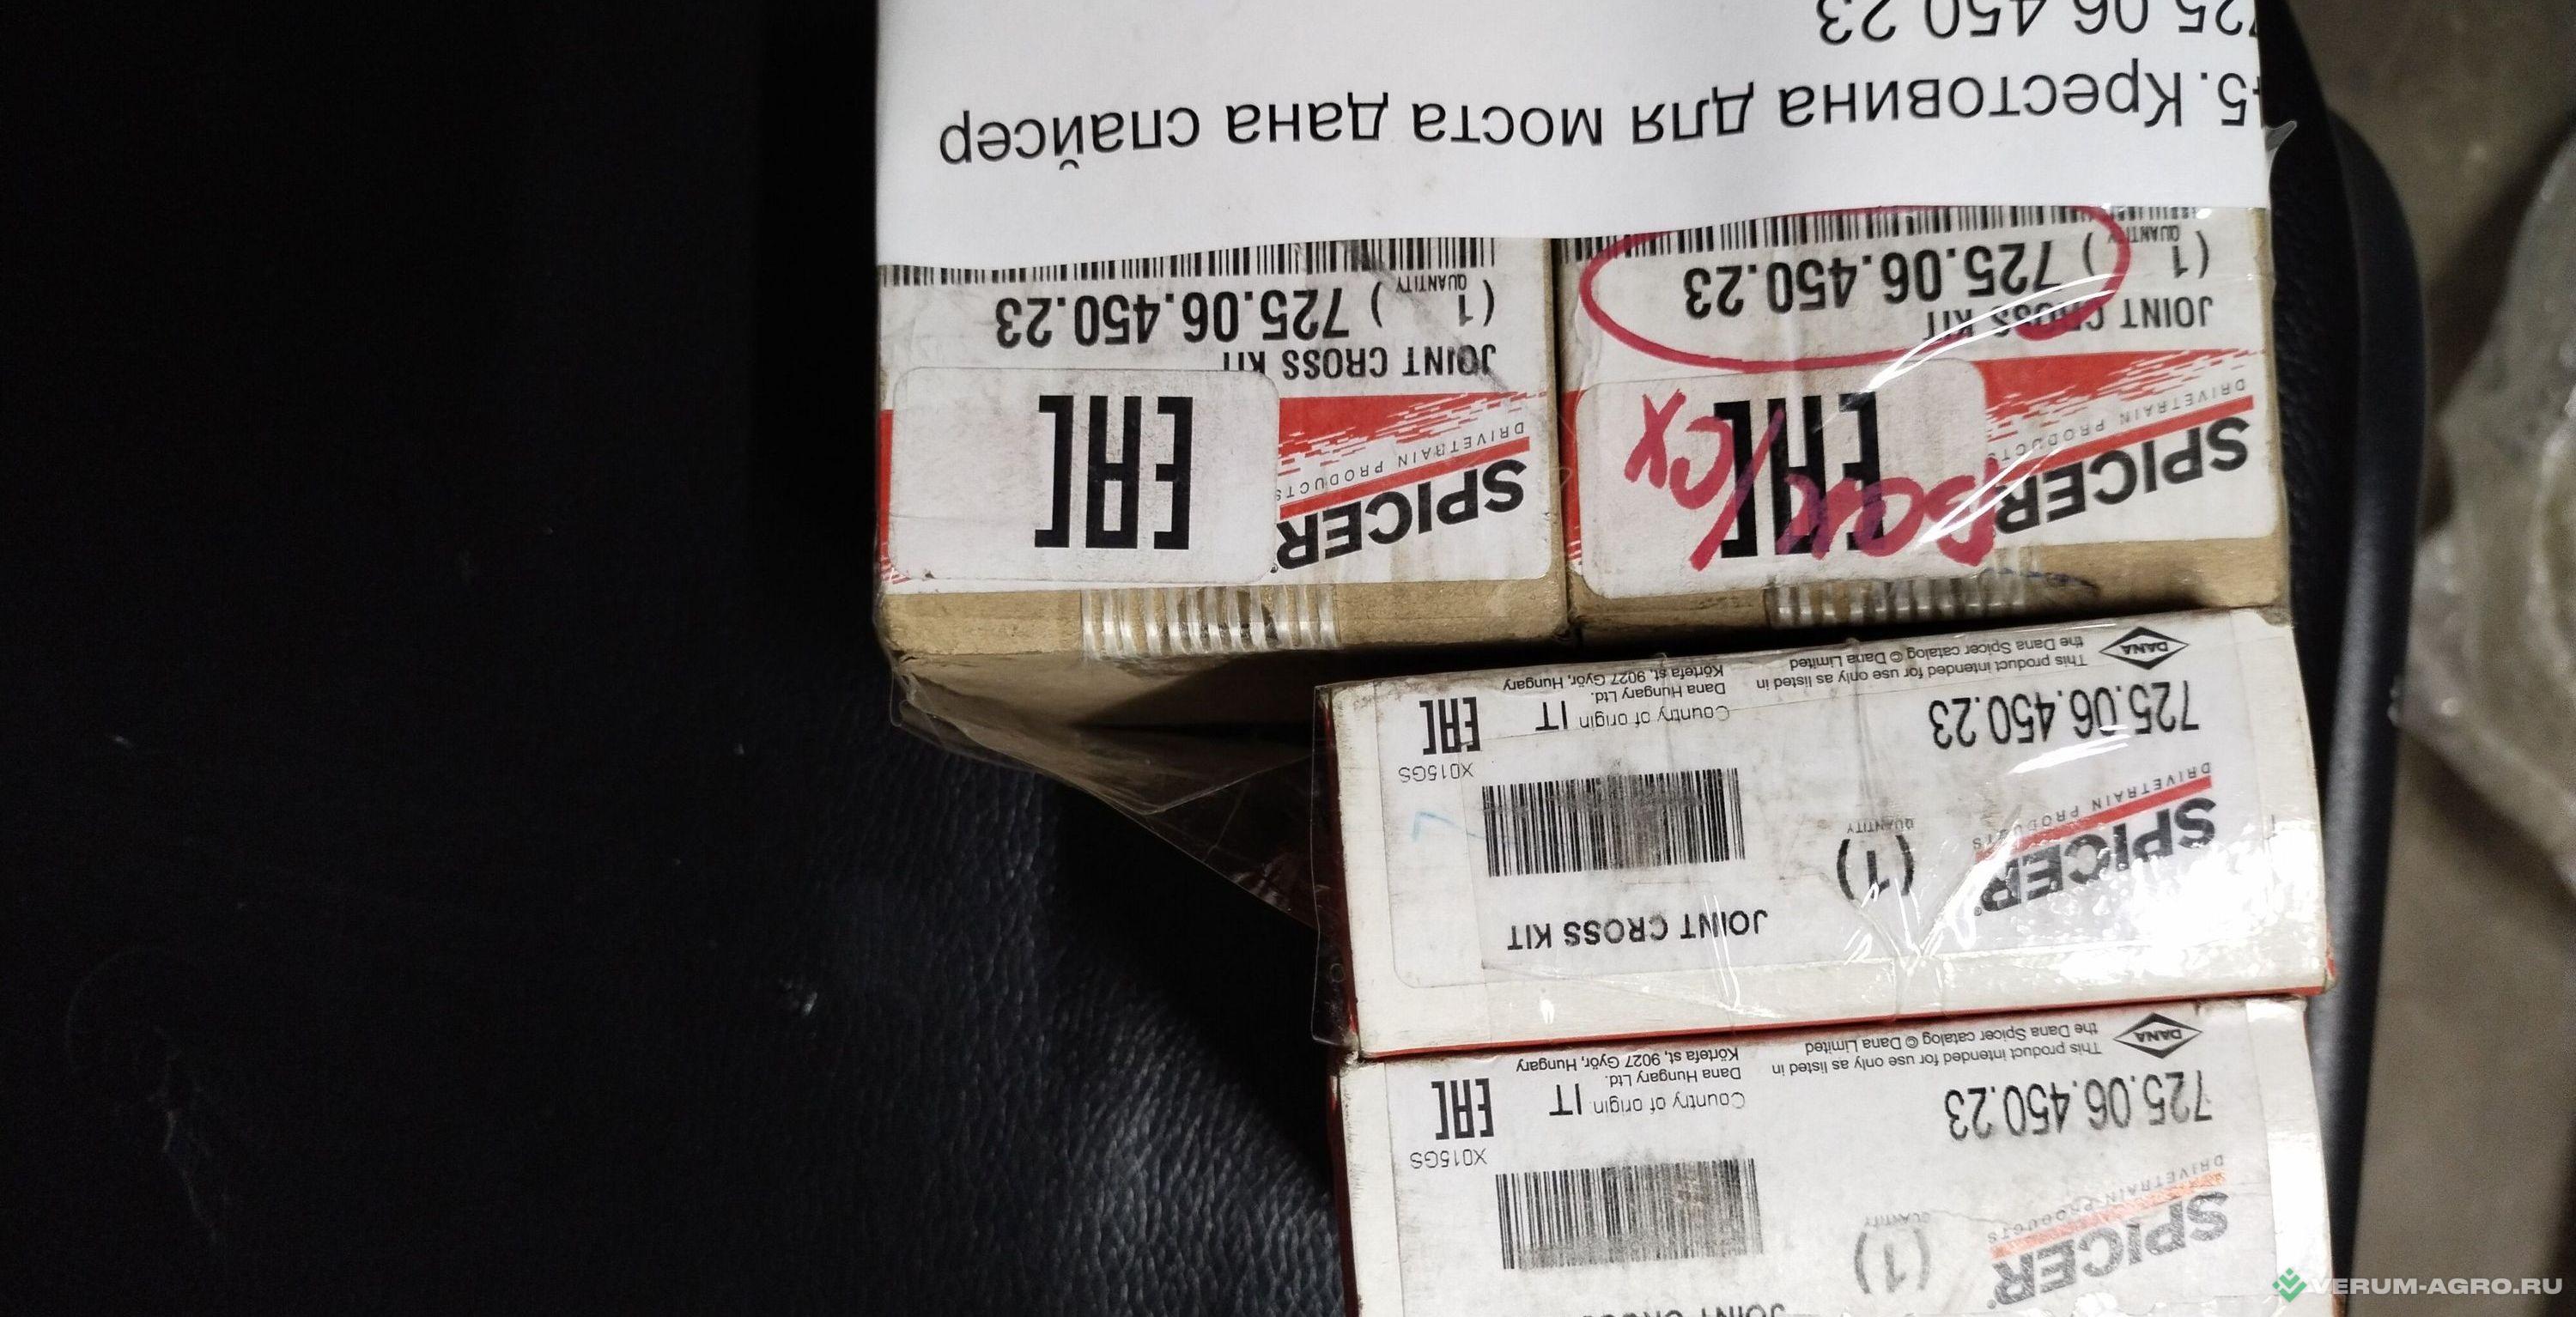 SPICER
DRIVETRAIN PRODUCTS
(1)
QUANTITY
725.06.450.23
X015GS
EAC
Country of origin IT
Dana Hungary Ltd.
Körtefa st, 9027 Győr, Hungary
DANA
This product intended for use only as listed in
the Dana Spicer catalog © Dana Limited
JOINT CROSS KIT
SPICER
DRIVETRAIN PRODUCTS
(1)
QUANTITY
725.06.450.23
X015GS
EAC
Country of origin IT
Dana Hungary Ltd.
Körtefa st, 9027 Győr, Hungary
DANA
This product intended for use only as listed in
the Dana Spicer catalog © Dana Limited
SPICER
DRIVETRAIN PRODUCTS
EAC
JOINT CROSS KIT
(1) 725.06.450.23
QUANTITY
SPICER
DRIVETRAIN PRODUCTS
EAC
JOINT CROSS KIT
(1) 725.06.450.23
QUANTITY
5. Крестовина для моста дана спайсер
725 06 450 23
VERUM-AGRO.RU